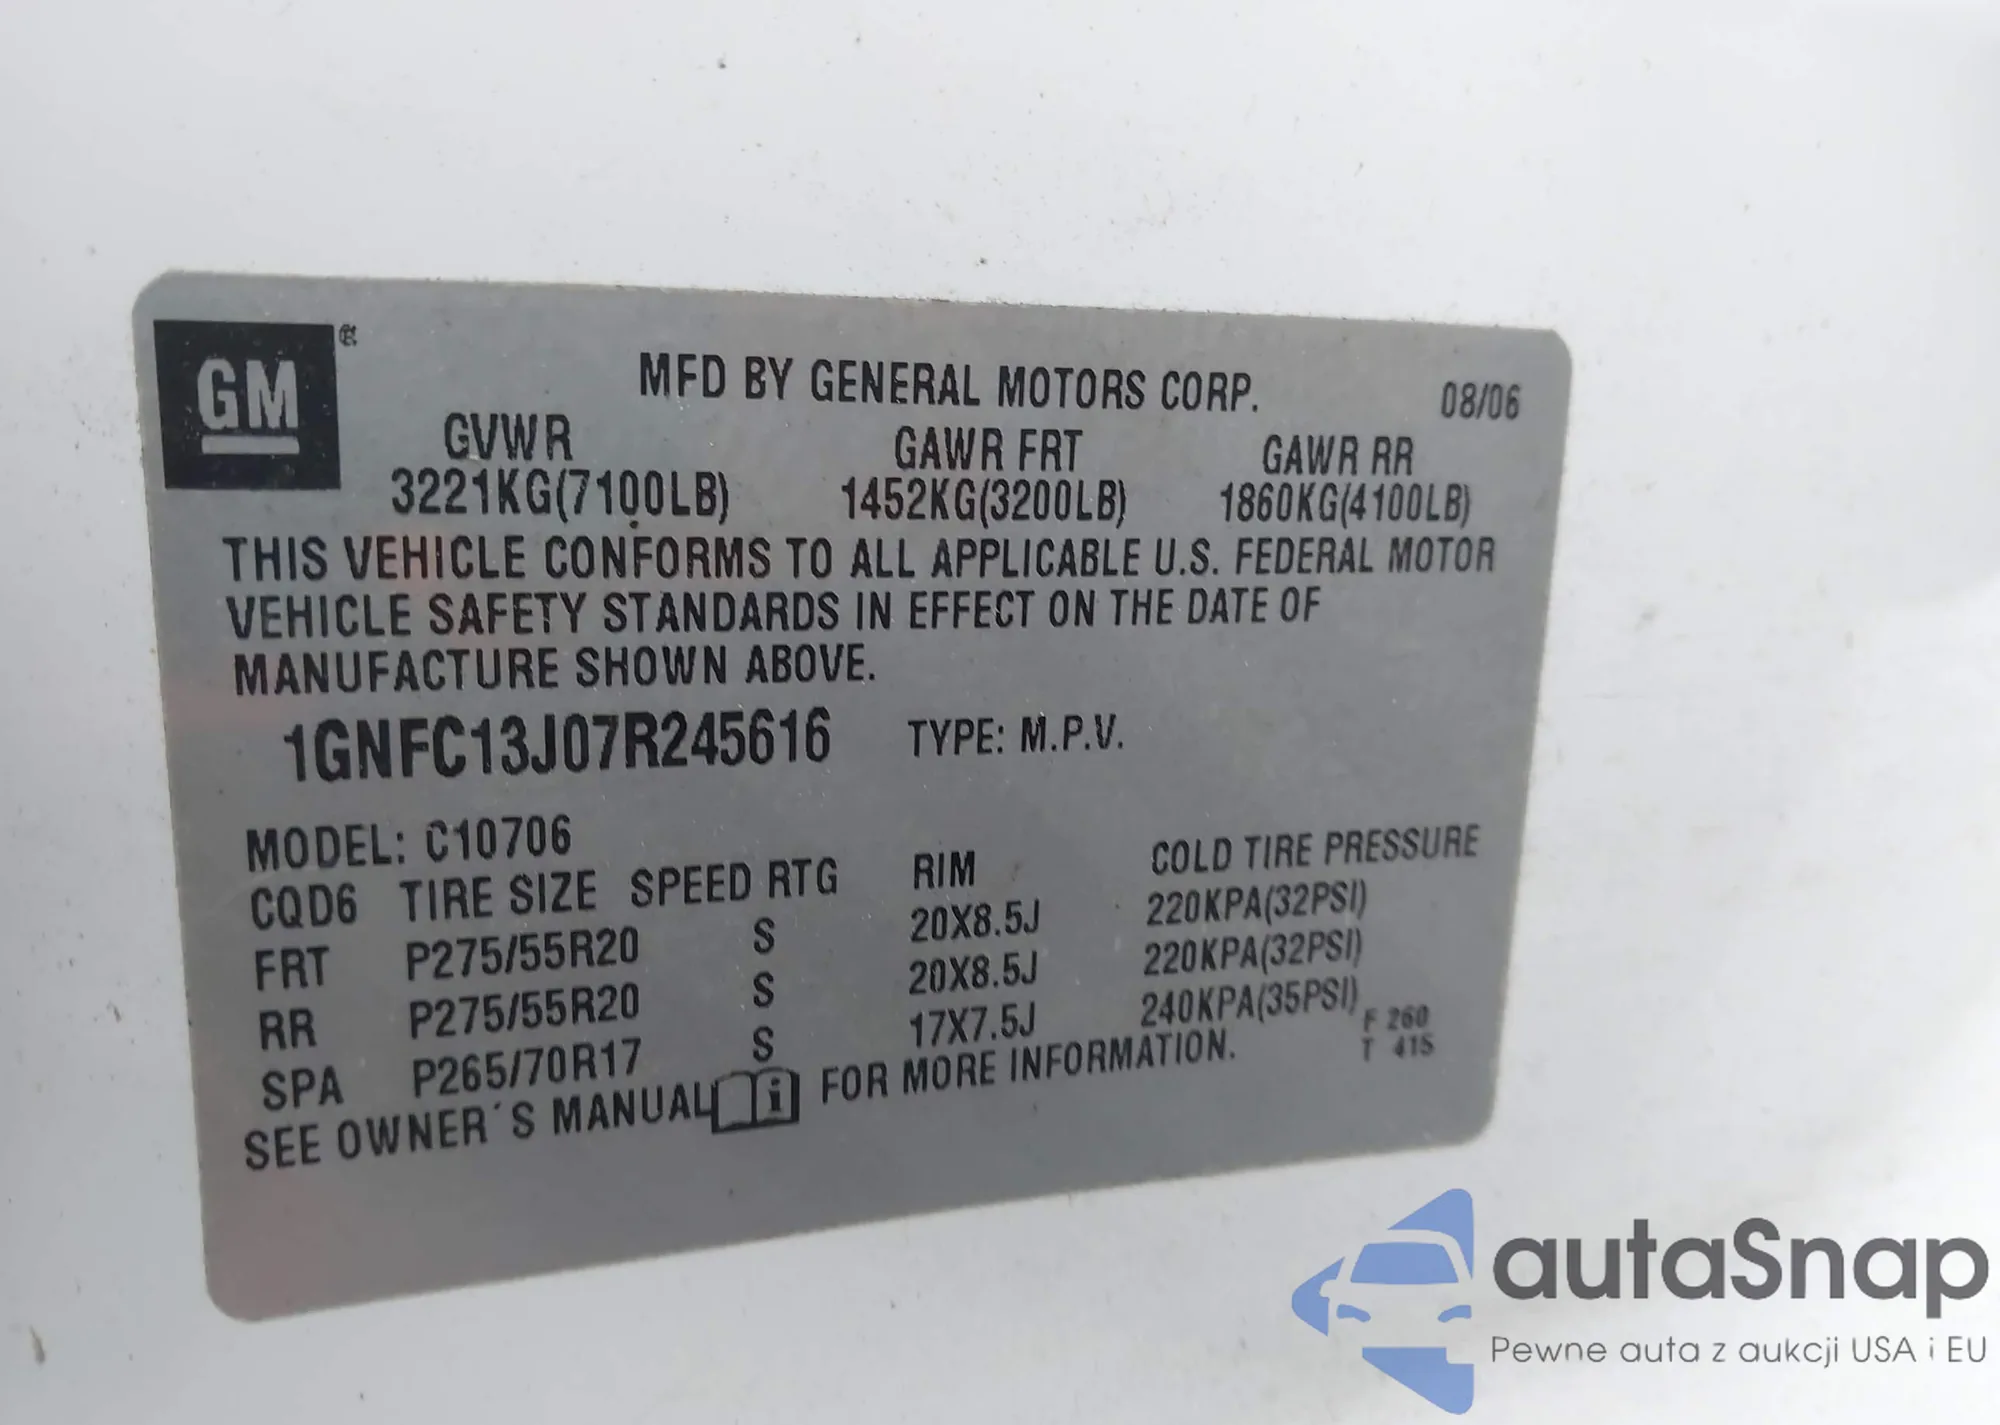 GM
MFD BY GENERAL MOTORS CORP. 08/06
GVWR GAWR FRT GAWR RR
3221KG(7100LB) 1452KG(3200LB) 1860KG(4100LB)
THIS VEHICLE CONFORMS TO ALL APPLICABLE U.S. FEDERAL MOTOR
VEHICLE SAFETY STANDARDS IN EFFECT ON THE DATE OF
MANUFACTURE SHOWN ABOVE.
1GNFC13J07R245616 TYPE: M.P.V.
MODEL: C10706
CQD6 TIRE SIZE SPEED RTG RIM COLD TIRE PRESSURE
FRT P275/55R20 S 20X8.5J 220KPA(32PSI)
RR P275/55R20 S 20X8.5J 220KPA(32PSI)
SPA P265/70R17 S 17X7.5J 240KPA(35PSI)
SEE OWNER´S MANUAL i FOR MORE INFORMATION.
F 260
T 415
autaSnap
Pewne auta z aukcji USA i EU